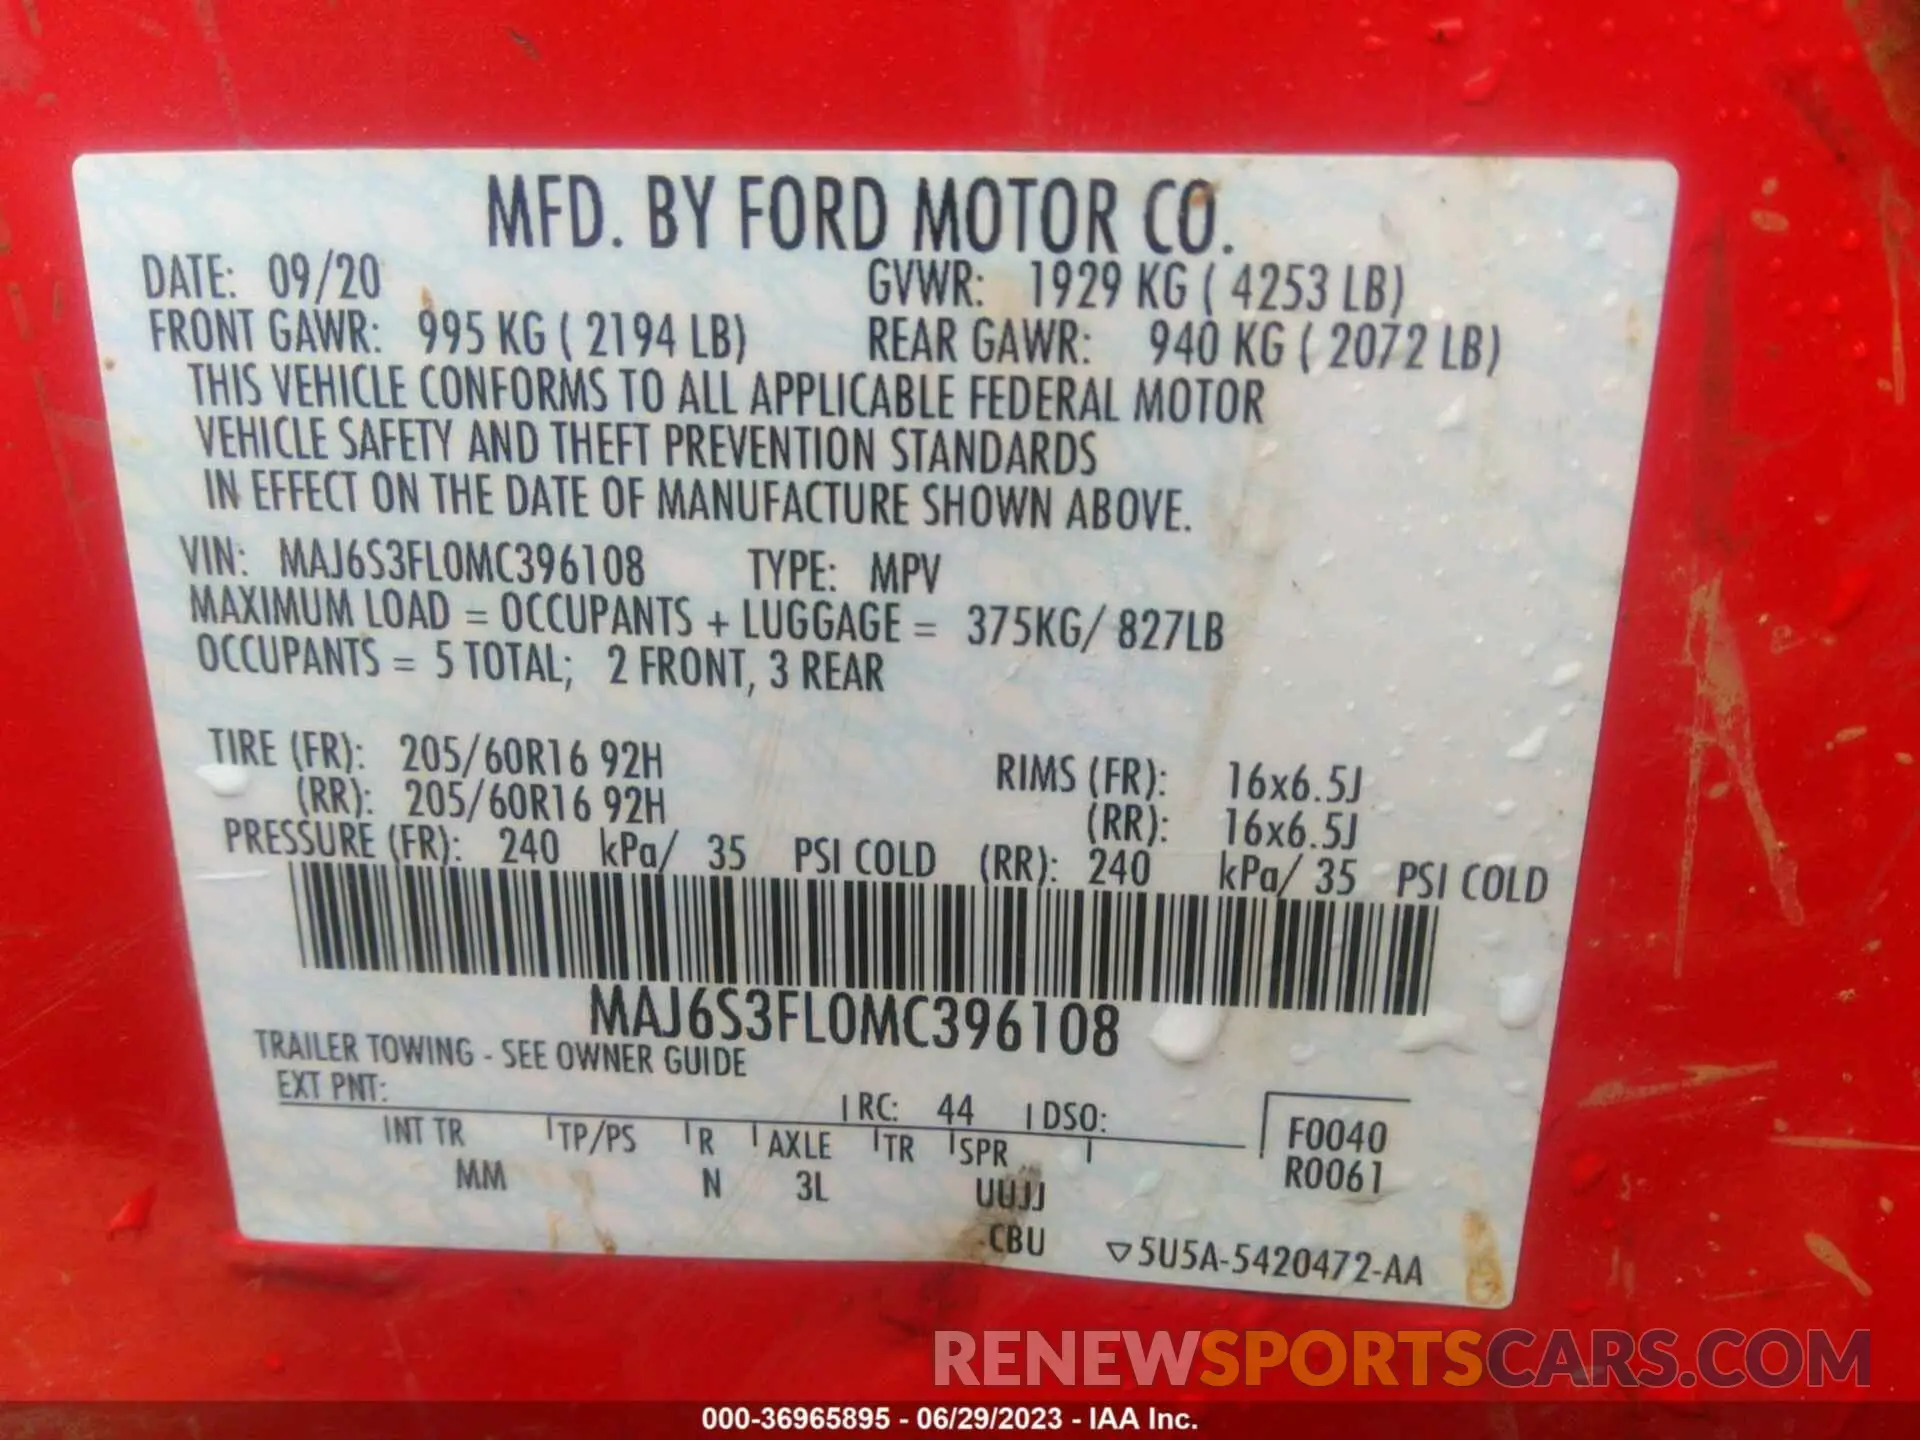 MFD. BY FORD MOTOR CO.
DATE: 09/20 GVWR: 1929 KG ( 4253 LB)
FRONT GAWR: 995 KG ( 2194 LB) REAR GAWR: 940 KG ( 2072 LB)
THIS VEHICLE CONFORMS TO ALL APPLICABLE FEDERAL MOTOR
VEHICLE SAFETY AND THEFT PREVENTION STANDARDS
IN EFFECT ON THE DATE OF MANUFACTURE SHOWN ABOVE.
VIN: MAJ6S3FL0MC396108 TYPE: MPV
MAXIMUM LOAD = OCCUPANTS + LUGGAGE = 375KG/ 827LB
OCCUPANTS = 5 TOTAL; 2 FRONT, 3 REAR
TIRE (FR): 205/60R16 92H RIMS (FR): 16x6.5J
(RR): 205/60R16 92H (RR): 16x6.5J
PRESSURE (FR): 240 kPa/ 35 PSI COLD (RR): 240 kPa/ 35 PSI COLD
MAJ6S3FL0MC396108
TRAILER TOWING - SEE OWNER GUIDE
EXT PNT: RC: 44 DSO: F0040
INT TR TP/PS R AXLE TR SPR R0061
MM N 3L UUJJ
CBU 5U5A-5420472-AA
RENEWSPORTSCARS.COM
000-36965895 - 06/29/2023 - IAA Inc.